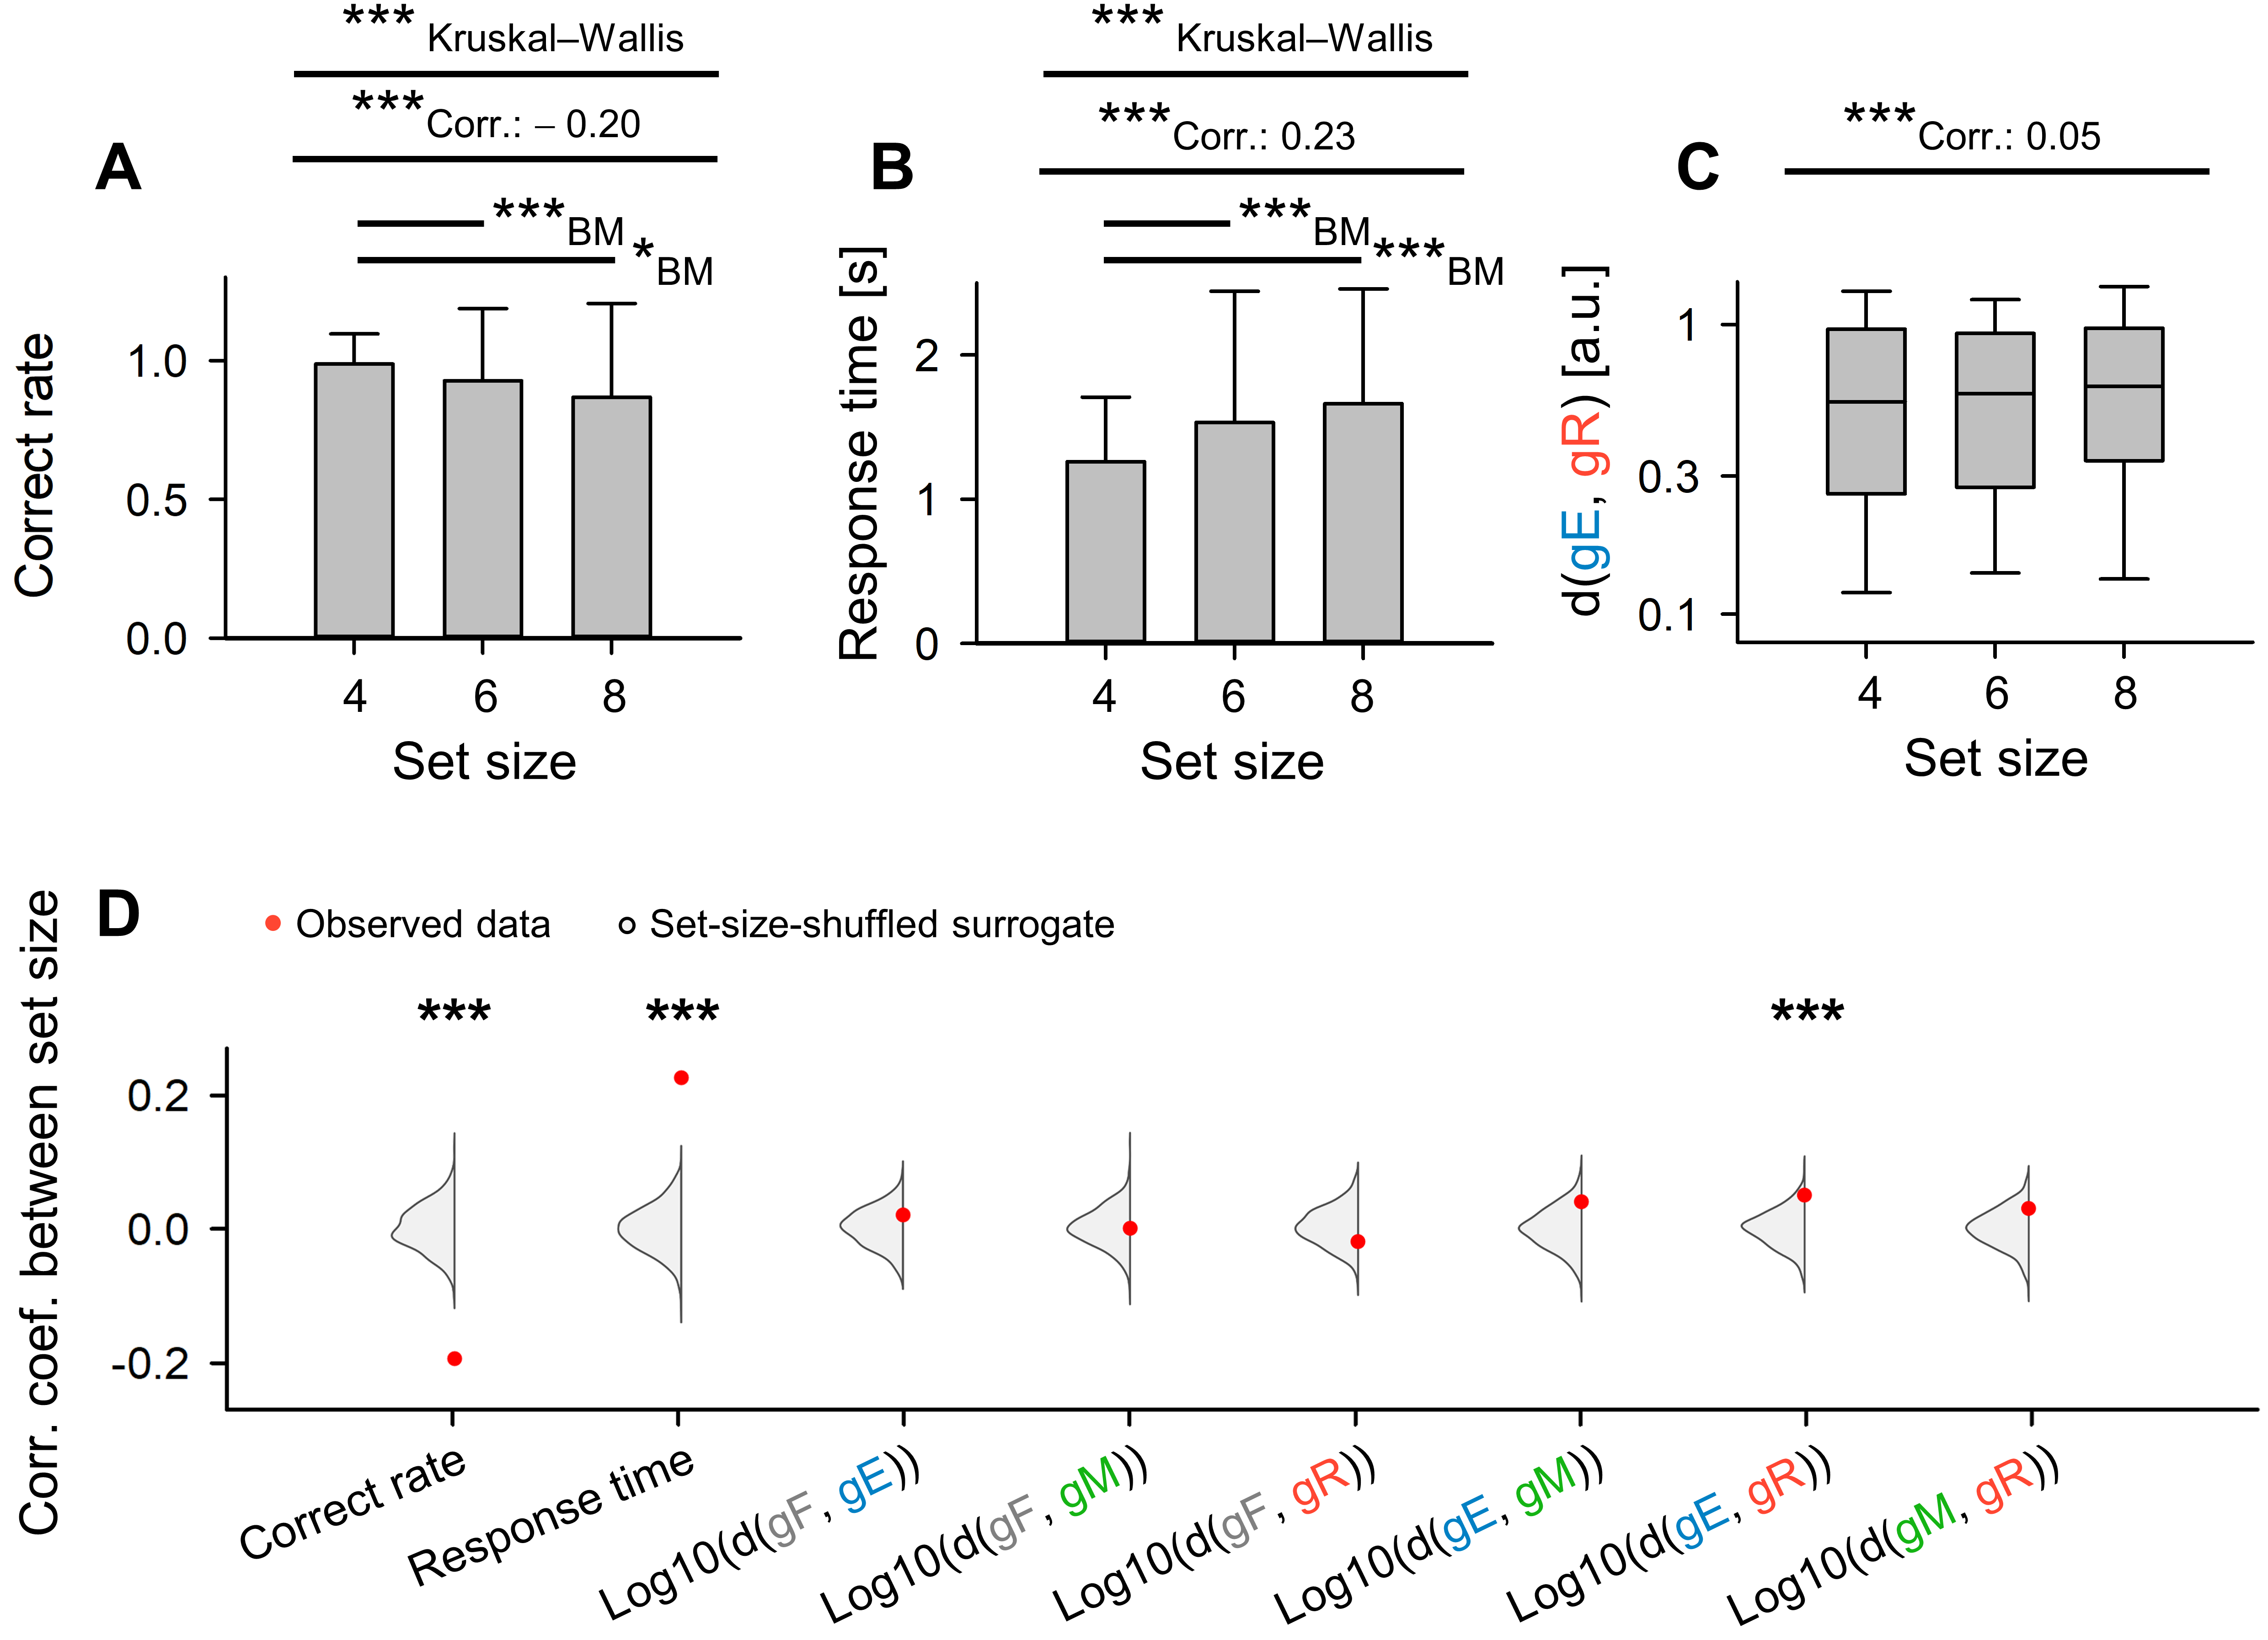 *** Kruskal–Wallis
*** Corr.: – 0.20
A
*** BM
* BM
Correct rate
1.0
0.5
0.0
4 6 8
Set size
*** Kruskal–Wallis
*** Corr.: 0.23
B
*** BM
*** BM
Response time [s]
2
1
0
4 6 8
Set size
*** Corr.: 0.05
C
d(gE, gR) [a.u.]
1
0.3
0.1
4 6 8
Set size
D
Observed data
Set-size-shuffled surrogate
Corr. coef. between set size
*** *** ***
0.2
0.0
-0.2
Correct rate
Response time
Log10(d(gF, gE))
Log10(d(gF, gM))
Log10(d(gF, gR))
Log10(d(gE, gM))
Log10(d(gE, gR))
Log10(d(gM, gR))